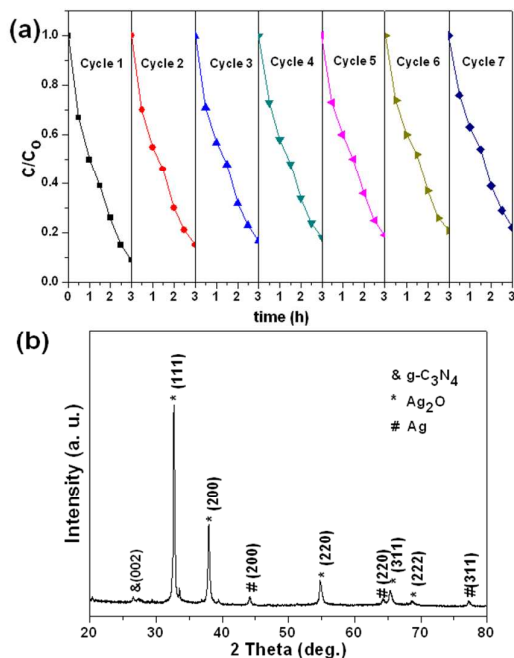 (a)
Cycle 1 Cycle 2 Cycle 3 Cycle 4 Cycle 5 Cycle 6 Cycle 7
C/C₀
1.0
0.8
0.6
0.4
0.2
0.0
0 1 2 3 1 2 3 1 2 3 1 2 3 1 2 3 1 2 3 1 2 3
time (h)
(b)
& g-C₃N₄
* Ag₂O
# Ag
Intensity (a. u.)
&(002)
* (111)
* (200)
# (200)
* (220)
# (220)
* (311)
* (222)
#(311)
20 30 40 50 60 70 80
2 Theta (deg.)